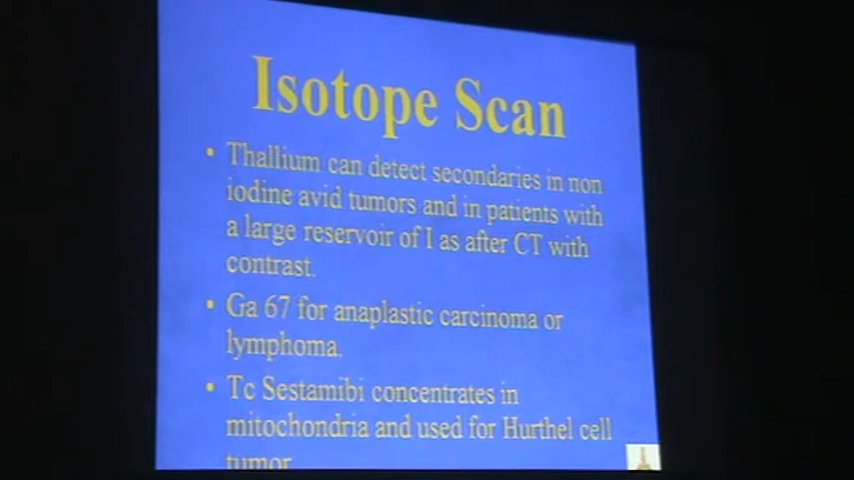 Isotope Scan
• Thallium can detect secondaries in non
iodine avid tumors and in patients with
a large reservoir of I as after CT with
contrast.
• Ga 67 for anaplastic carcinoma or
lymphoma.
• Tc Sestamibi concentrates in
mitochondria and used for Hurthel cell
tumor